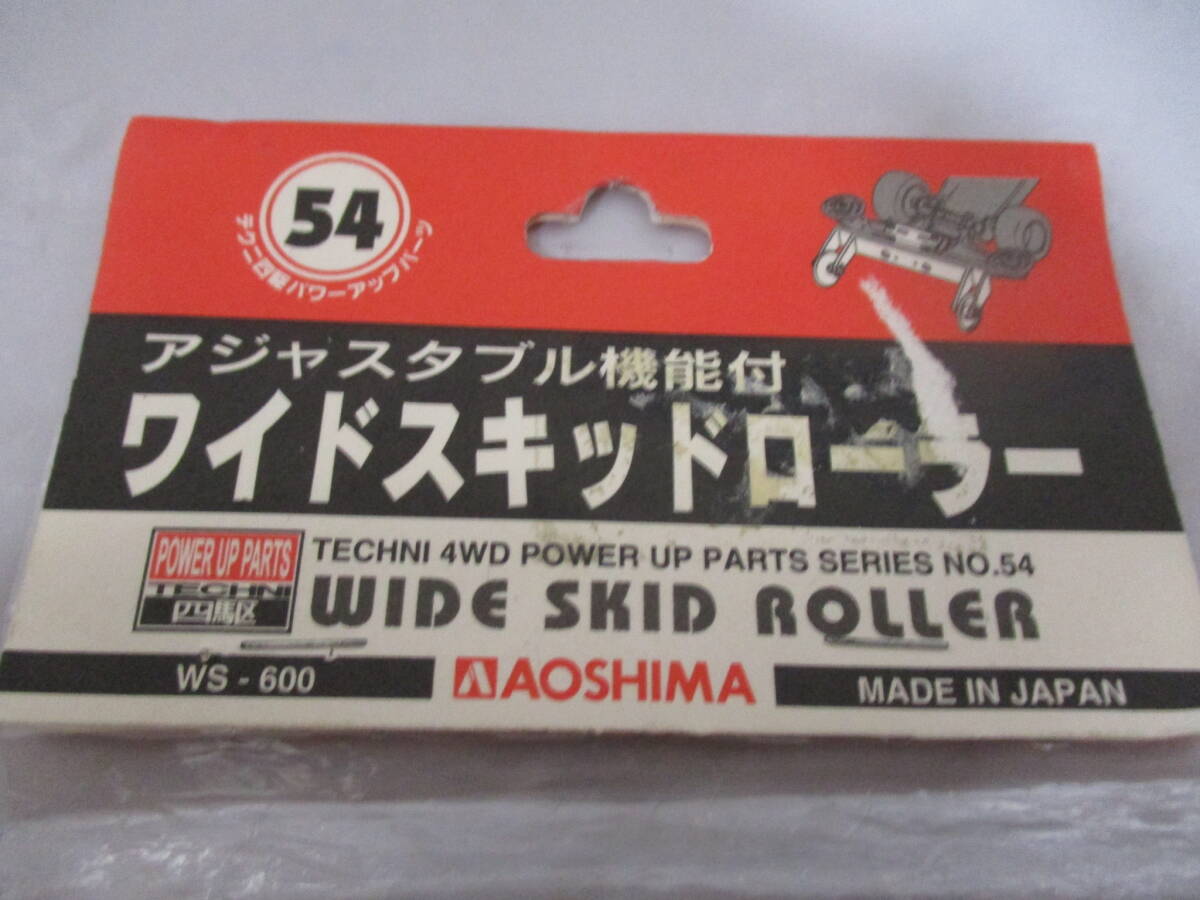 54
テクニ四駆パワーアップパーツ
アジャスタブル機能付
ワイドスキッドローラー
POWER UP PARTS
TECHNI
四駆区
TECHNI 4WD POWER UP PARTS SERIES NO.54
WIDE SKID ROLLER
WS-600
AOSHIMA
MADE IN JAPAN